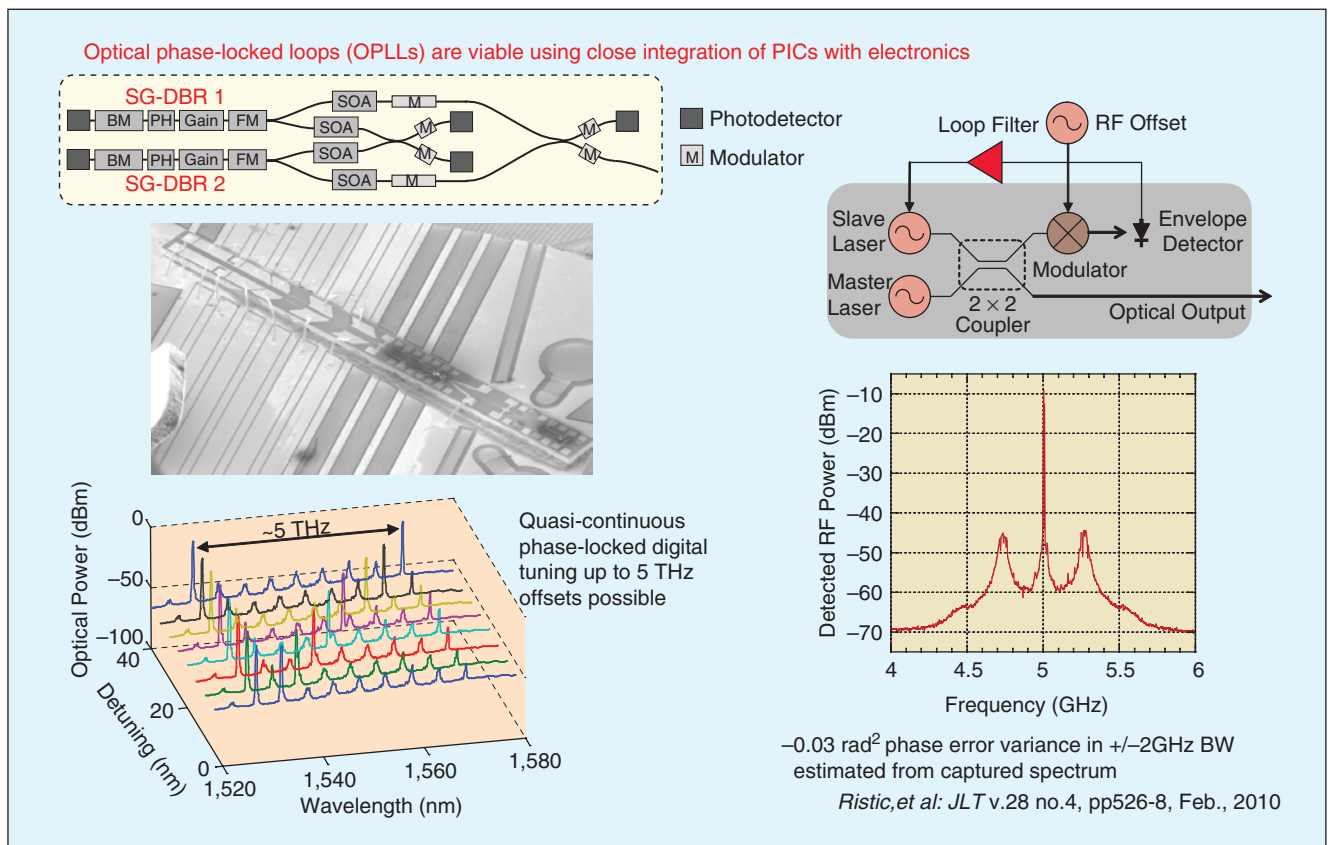 Optical phase-locked loops (OPLLs) are viable using close integration of PICs with electronics
SG-DBR 1
BM PH Gain FM
SOA M
SOA M
SOA M
BM PH Gain FM
SOA M
SG-DBR 2
M
M
Photodetector
M Modulator
Loop Filter
RF Offset
Slave
Laser
Master
Laser
2 × 2
Coupler
Modulator
Envelope
Detector
Optical Output
Optical Power (dBm)
0
–50
–100
40
20
0
Detuning (nm)
~5 THz
1,520
1,540
1,560
1,580
Wavelength (nm)
Quasi-continuous
phase-locked digital
tuning up to 5 THz
offsets possible
Detected RF Power (dBm)
–10
–20
–30
–40
–50
–60
–70
4 4.5 5 5.5 6
Frequency (GHz)
–0.03 rad² phase error variance in +/–2GHz BW
estimated from captured spectrum
Ristic,et al: JLT v.28 no.4, pp526-8, Feb., 2010